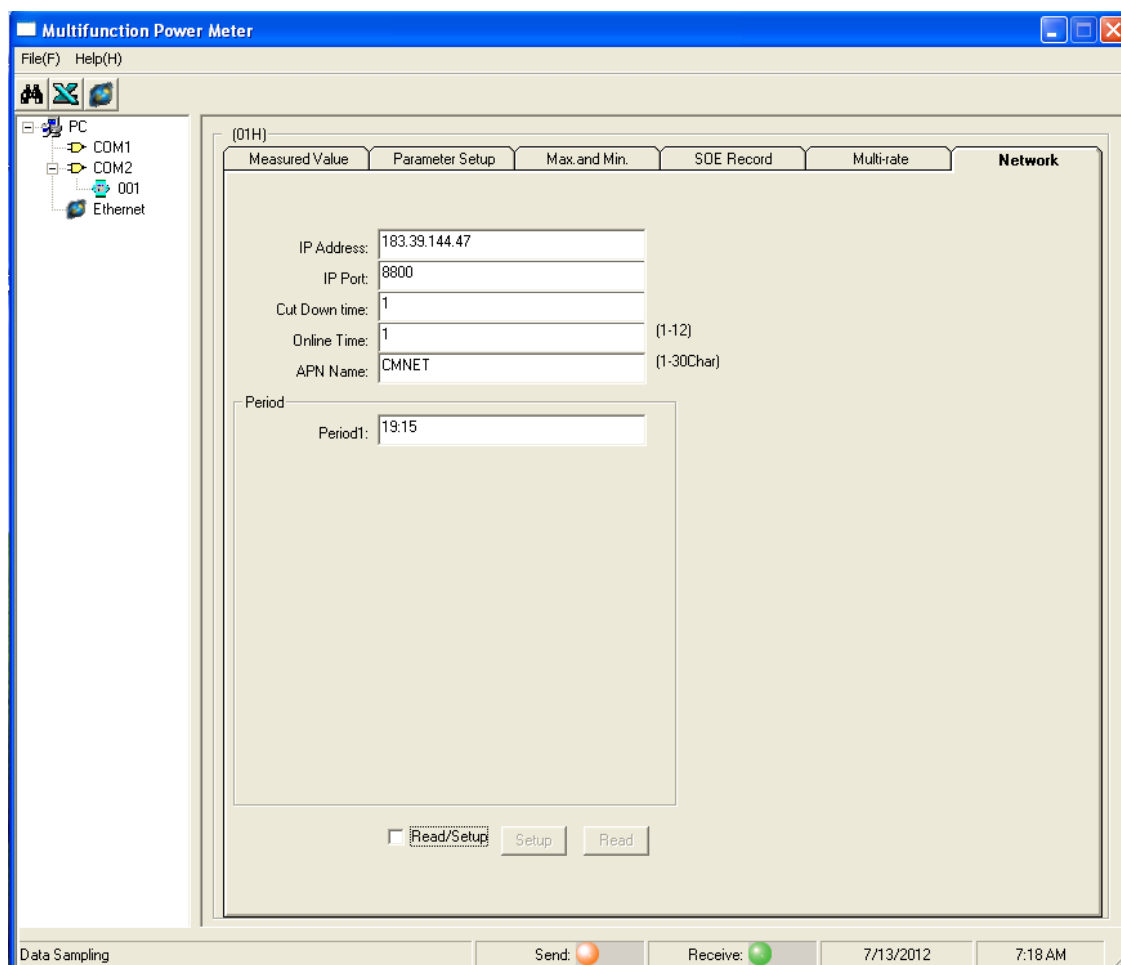 Multifunction Power Meter
File(F) Help(H)
PC
COM1
COM2
001
Ethernet
(01H)
Measured Value Parameter Setup Max.and Min. SOE Record Multi-rate Network
IP Address: 183.39.144.47
IP Port: 8800
Cut Down time: 1
Online Time: 1 (1-12)
APN Name: CMNET (1-30Char)
Period
Period1: 19:15
Read/Setup Setup Read
Data Sampling Send: Receive: 7/13/2012 7:18 AM